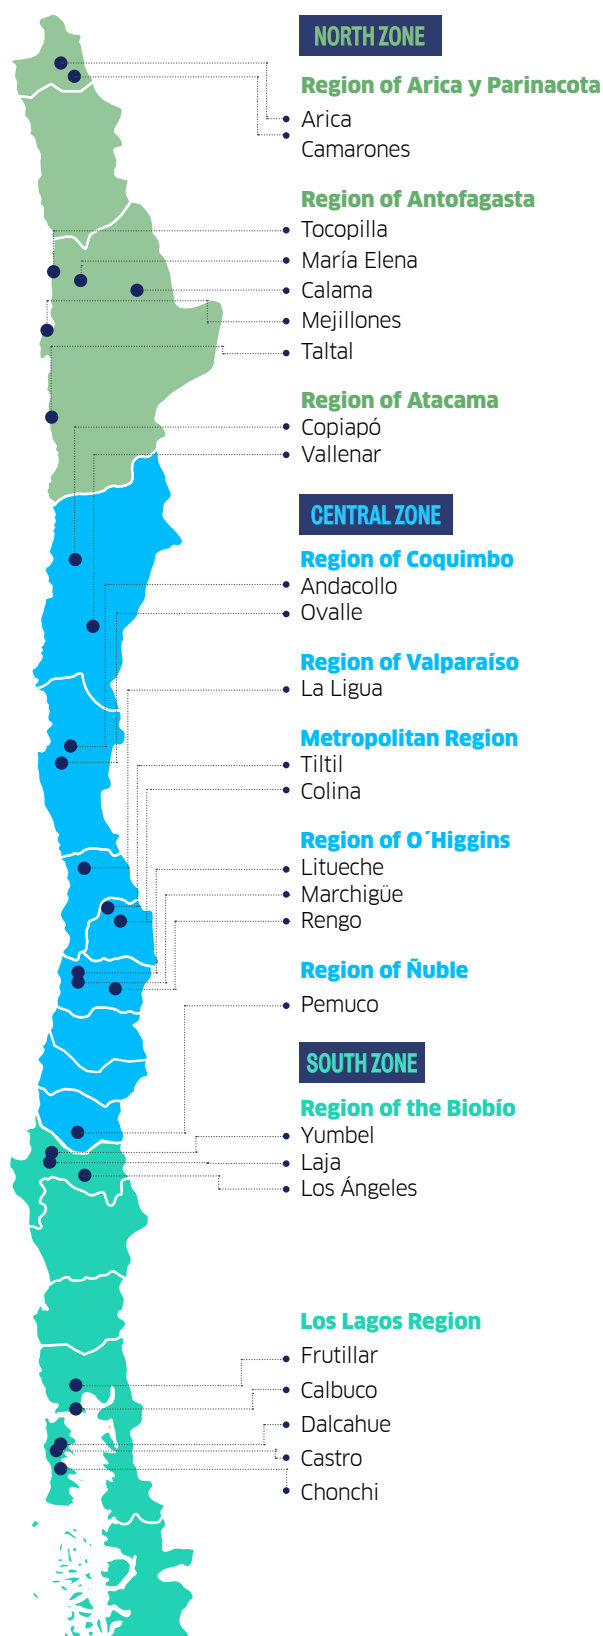 NORTH ZONE
Region of Arica y Parinacota
Arica
Camarones
Region of Antofagasta
Tocopilla
María Elena
Calama
Mejillones
Taltal
Region of Atacama
Copiapó
Vallenar
CENTRAL ZONE
Region of Coquimbo
Andacollo
Ovalle
Region of Valparaíso
La Ligua
Metropolitan Region
Tiltil
Colina
Region of O´Higgins
Litueche
Marchigüe
Rengo
Region of Ñuble
Pemuco
SOUTH ZONE
Region of the Biobío
Yumbel
Laja
Los Ángeles
Los Lagos Region
Frutillar
Calbuco
Dalcahue
Castro
Chonchi